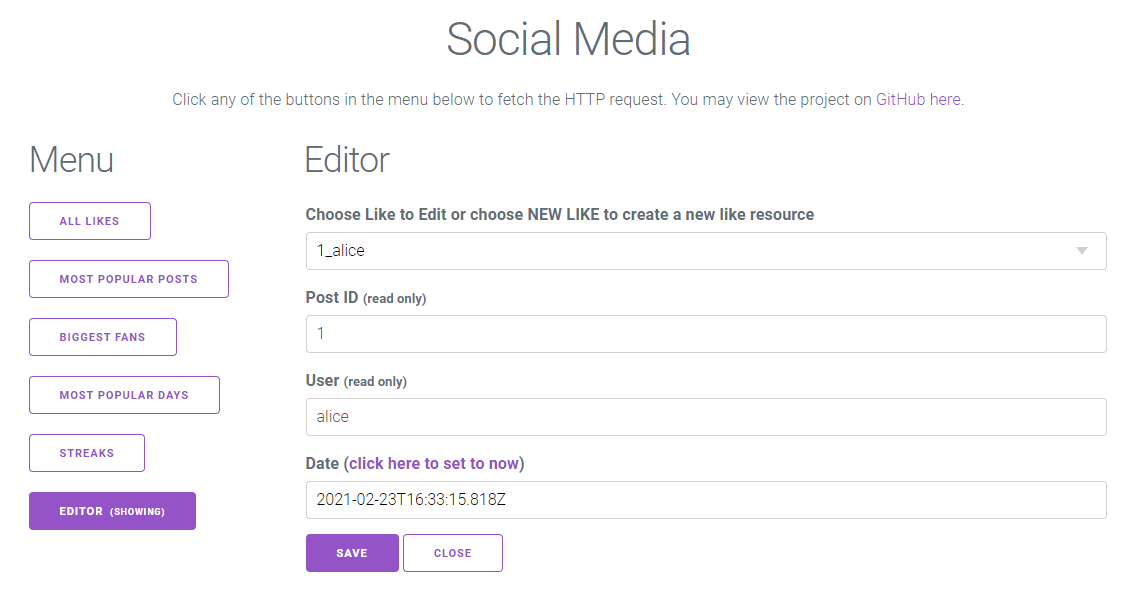 Social Media
Click any of the buttons in the menu below to fetch the HTTP request. You may view the project on GitHub here.
Menu
ALL LIKES
MOST POPULAR POSTS
BIGGEST FANS
MOST POPULAR DAYS
STREAKS
EDITOR (SHOWING)
Editor
Choose Like to Edit or choose NEW LIKE to create a new like resource
1_alice
Post ID (read only)
1
User (read only)
alice
Date (click here to set to now)
2021-02-23T16:33:15.818Z
SAVE CLOSE